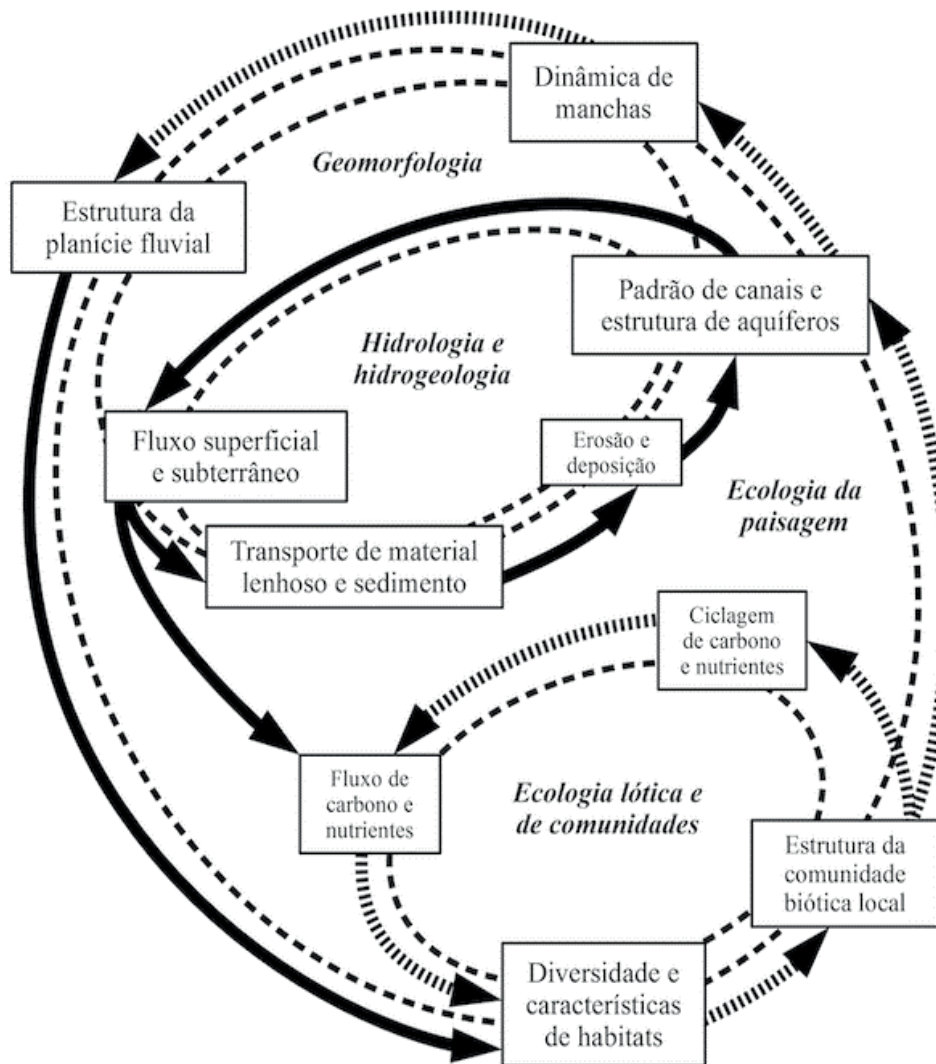 Dinâmica de
manchas
Geomorfologia
Estrutura da
planície fluvial
Padrão de canais e
estrutura de aquíferos
Hidrologia e
hidrogeologia
Fluxo superficial
e subterrâneo
Erosão e
deposição
Ecologia da
paisagem
Transporte de material
lenhoso e sedimento
Ciclagem
de carbono
e nutrientes
Fluxo de
carbono e
nutrientes
Ecologia lótica e
de comunidades
Estrutura da
comunidade
biótica local
Diversidade e
características
de habitats